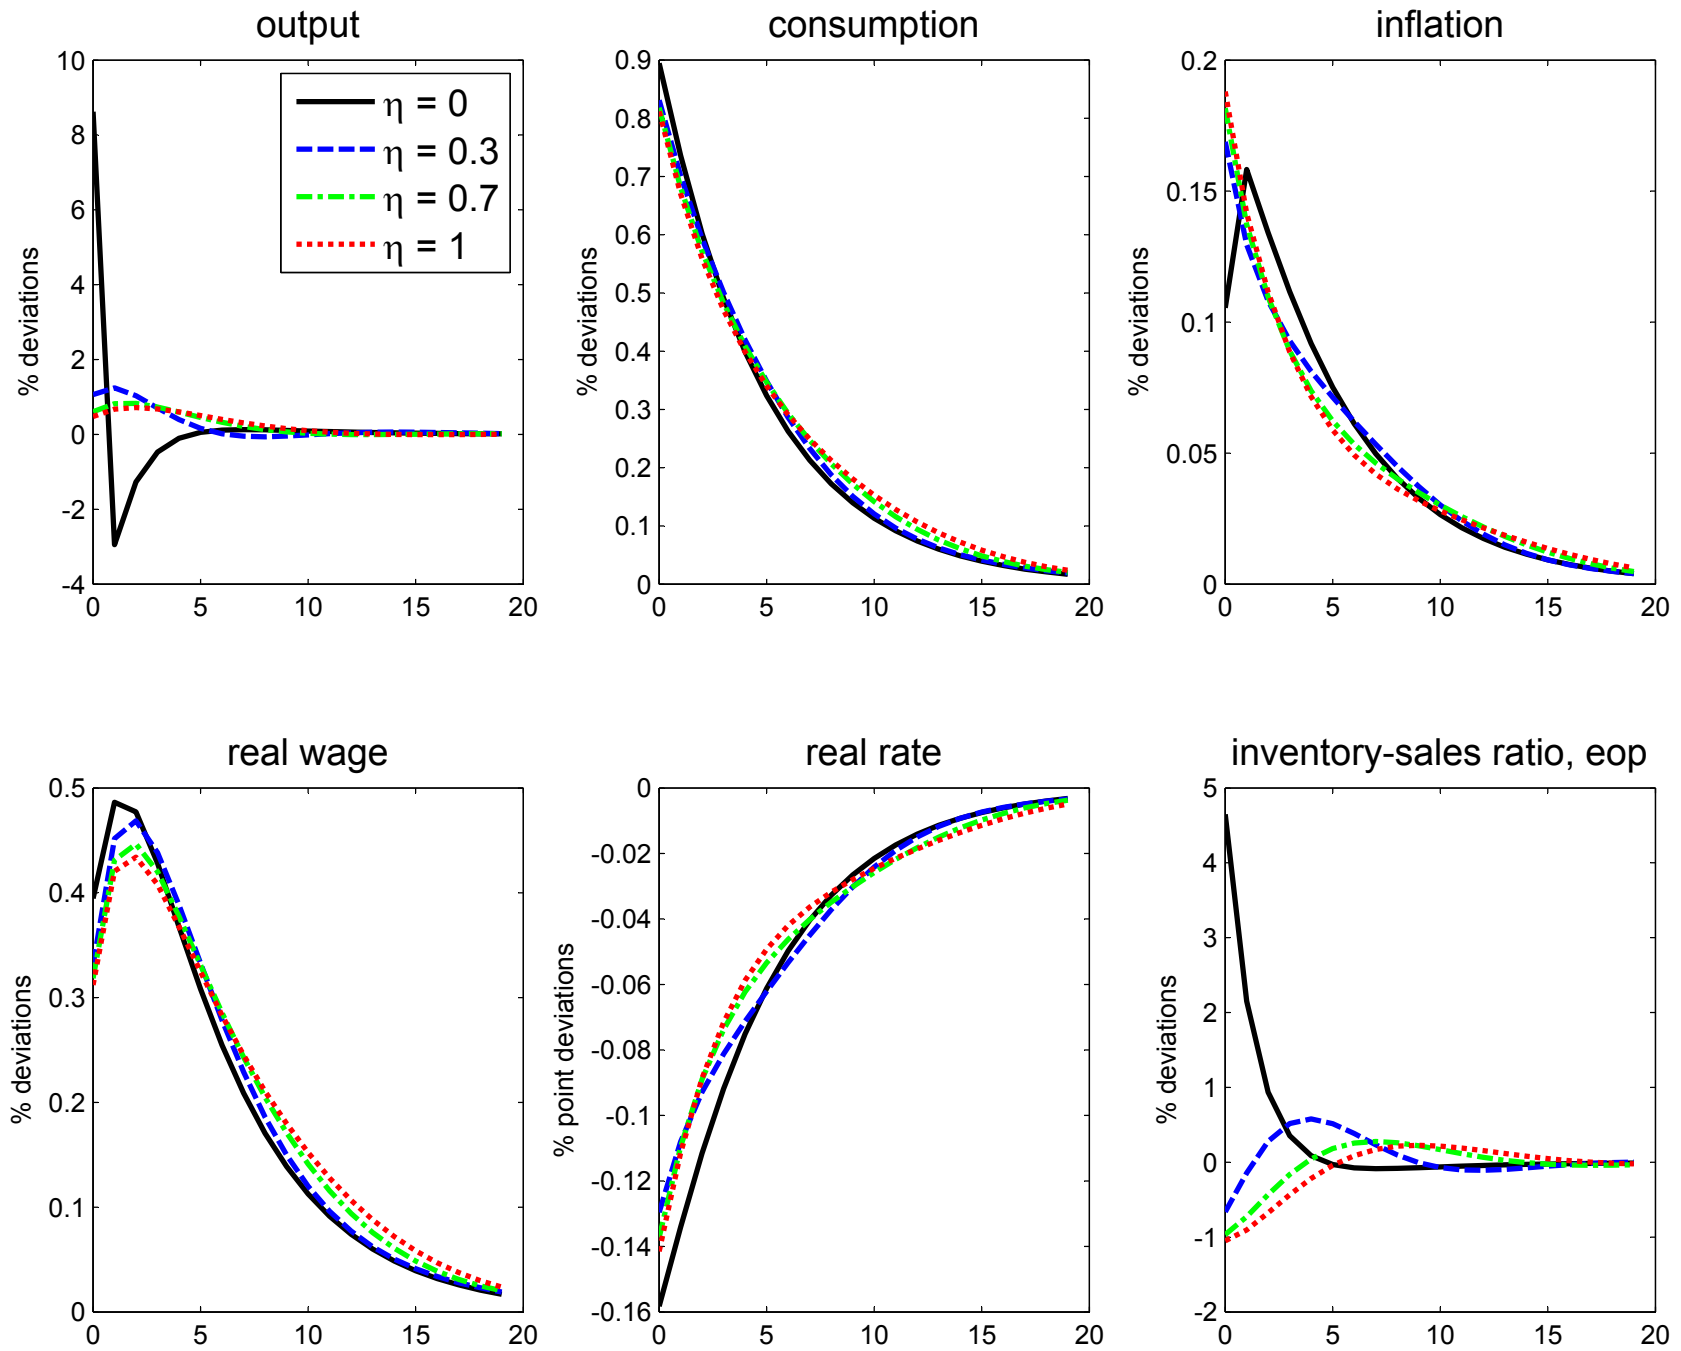 output
% deviations
10
8
6
4
2
0
-2
-4
0 5 10 15 20
η = 0
η = 0.3
η = 0.7
η = 1
consumption
% deviations
0.9
0.8
0.7
0.6
0.5
0.4
0.3
0.2
0.1
0
0 5 10 15 20
inflation
% deviations
0.2
0.15
0.1
0.05
0
0 5 10 15 20
real wage
% deviations
0.5
0.4
0.3
0.2
0.1
0
0 5 10 15 20
real rate
% point deviations
0
-0.02
-0.04
-0.06
-0.08
-0.1
-0.12
-0.14
-0.16
0 5 10 15 20
inventory-sales ratio, eop
% deviations
5
4
3
2
1
0
-1
-2
0 5 10 15 20